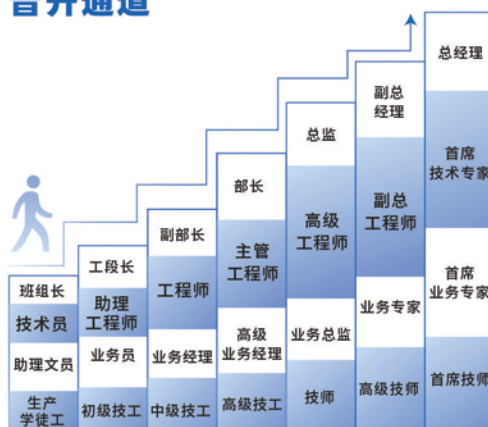 晋升通道
班组长
技术员
助理文员
生产
学徒工
工段长
助理
工程师
业务员
初级技工
副部长
工程师
业务经理
中级技工
部长
主管
工程师
高级
业务经理
高级技工
总监
高级
工程师
业务总监
技师
副总
经理
副总
工程师
业务专家
高级技师
总经理
首席
技术专家
首席
业务专家
首席技师